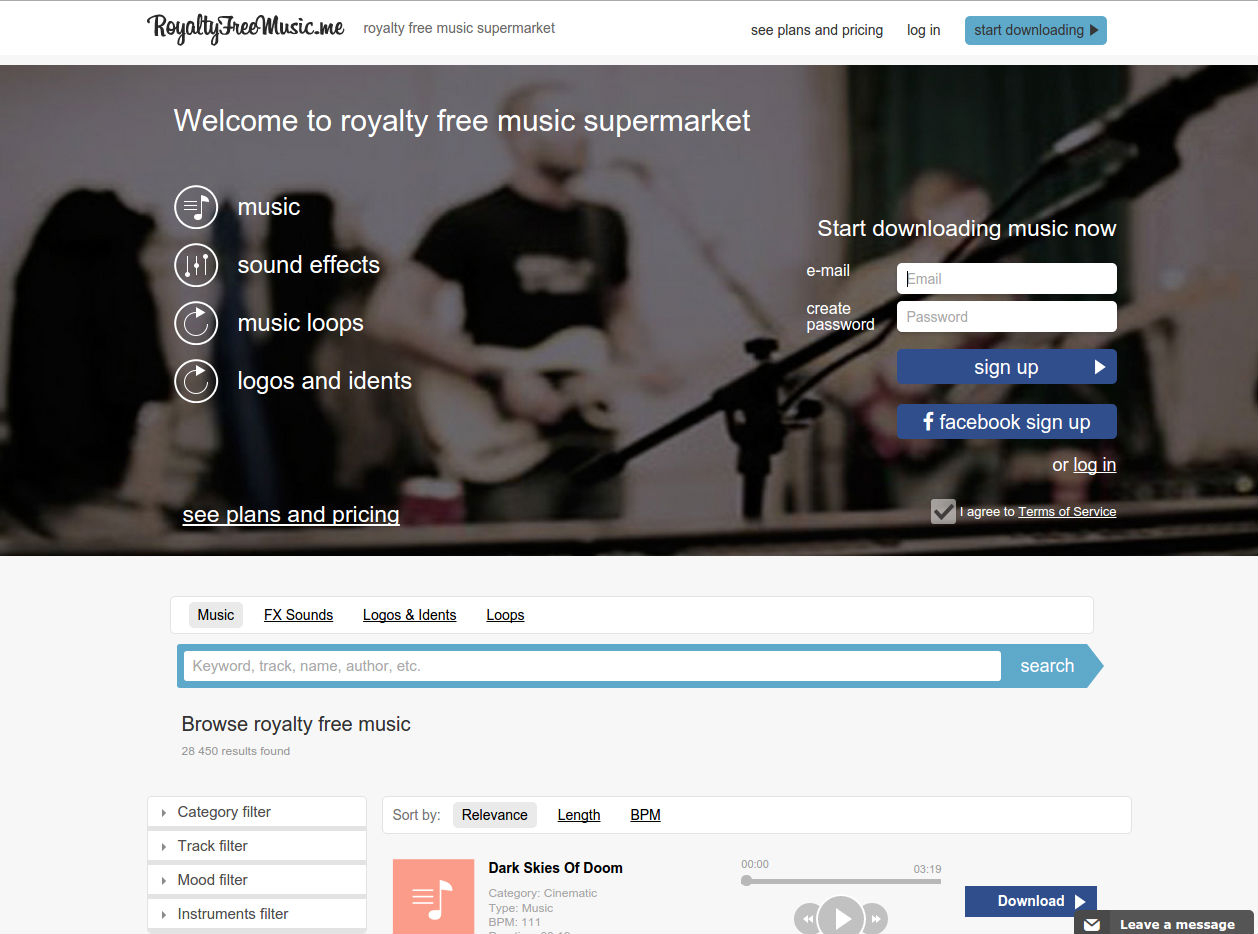 RoyaltyFreeMusic.me
royalty free music supermarket
see plans and pricing
log in
start downloading
Welcome to royalty free music supermarket
music
sound effects
music loops
logos and idents
see plans and pricing
Start downloading music now
e-mail
Email
create
password
Password
sign up
f facebook sign up
or log in
I agree to Terms of Service
Music
FX Sounds
Logos & Idents
Loops
Keyword, track, name, author, etc.
search
Browse royalty free music
28 450 results found
Category filter
Track filter
Mood filter
Instruments filter
Sort by:
Relevance
Length
BPM
Dark Skies Of Doom
Category: Cinematic
Type: Music
BPM: 111
00:00
03:19
Download
Leave a message